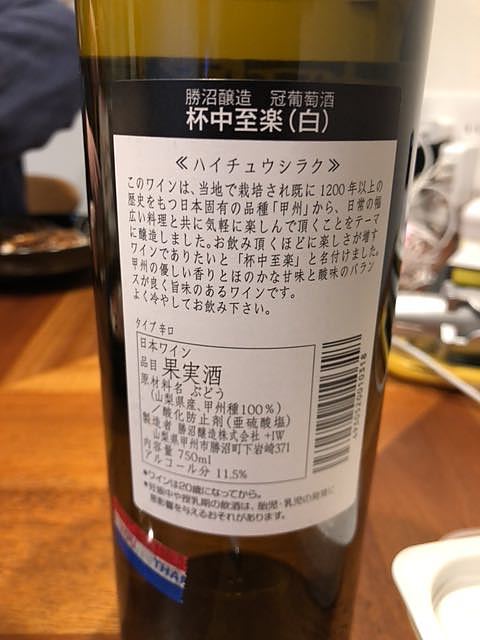 勝沼醸造 冠葡萄酒
杯中至楽(白)
≪ハイチュウシラク≫
このワインは、当地で栽培され既に1200年以上の
歴史をもつ日本固有の品種「甲州」から、日常の幅
広い料理と共に気軽に楽しんで頂くことをテーマ
に醸造しました。お飲み頂くほどに楽しさが増す
ワインでありたいと「杯中至楽」と名付けました。
甲州の優しい香りとほのかな甘味と酸味のバラン
スが良く旨味のあるワインです。
よく冷やしてお飲み下さい。
タイプ 辛口
日本ワイン
品目 果実酒
原材料名 ぶどう
(山梨県産、甲州種100%)
/酸化防止剤(亜硫酸塩)
製造者 勝沼醸造株式会社 +IW
山梨県甲州市勝沼町下岩崎371
内容量 750ml
アルコール分 11.5%
*ワインは20歳になってから。
*妊娠中や授乳期の飲酒は、胎児・乳児の発育に
悪影響を与えるおそれがあります。